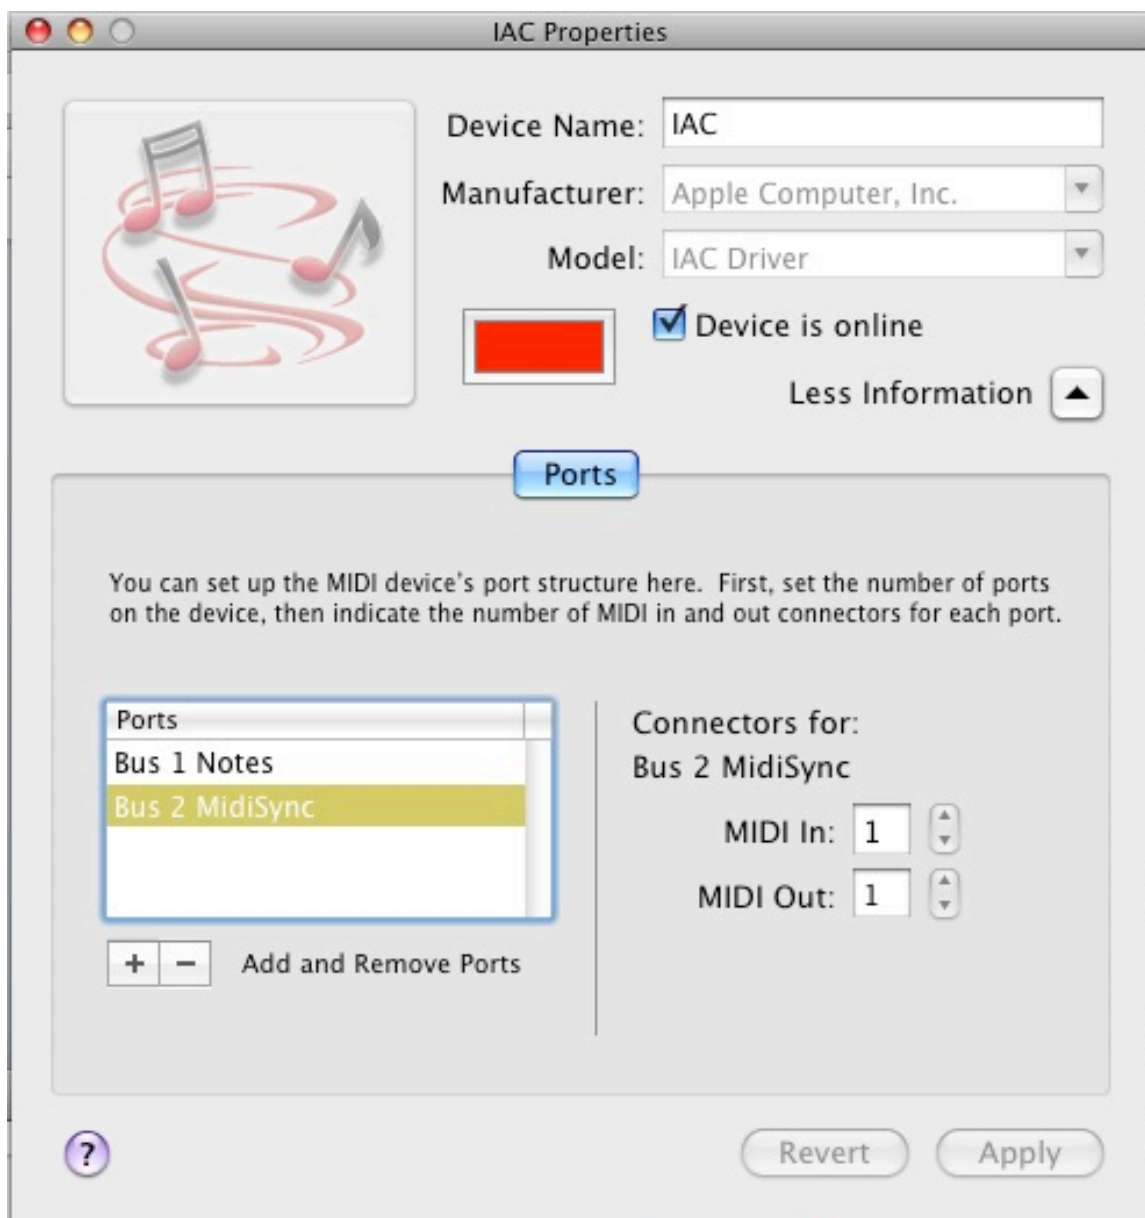 IAC Properties
Device Name: IAC
Manufacturer: Apple Computer, Inc.
Model: IAC Driver
Device is online
Less Information
Ports
You can set up the MIDI device's port structure here.  First, set the number of ports
on the device, then indicate the number of MIDI in and out connectors for each port.
Ports
Bus 1 Notes
Bus 2 MidiSync
+ − Add and Remove Ports
Connectors for:
Bus 2 MidiSync
MIDI In: 1
MIDI Out: 1
? Revert Apply